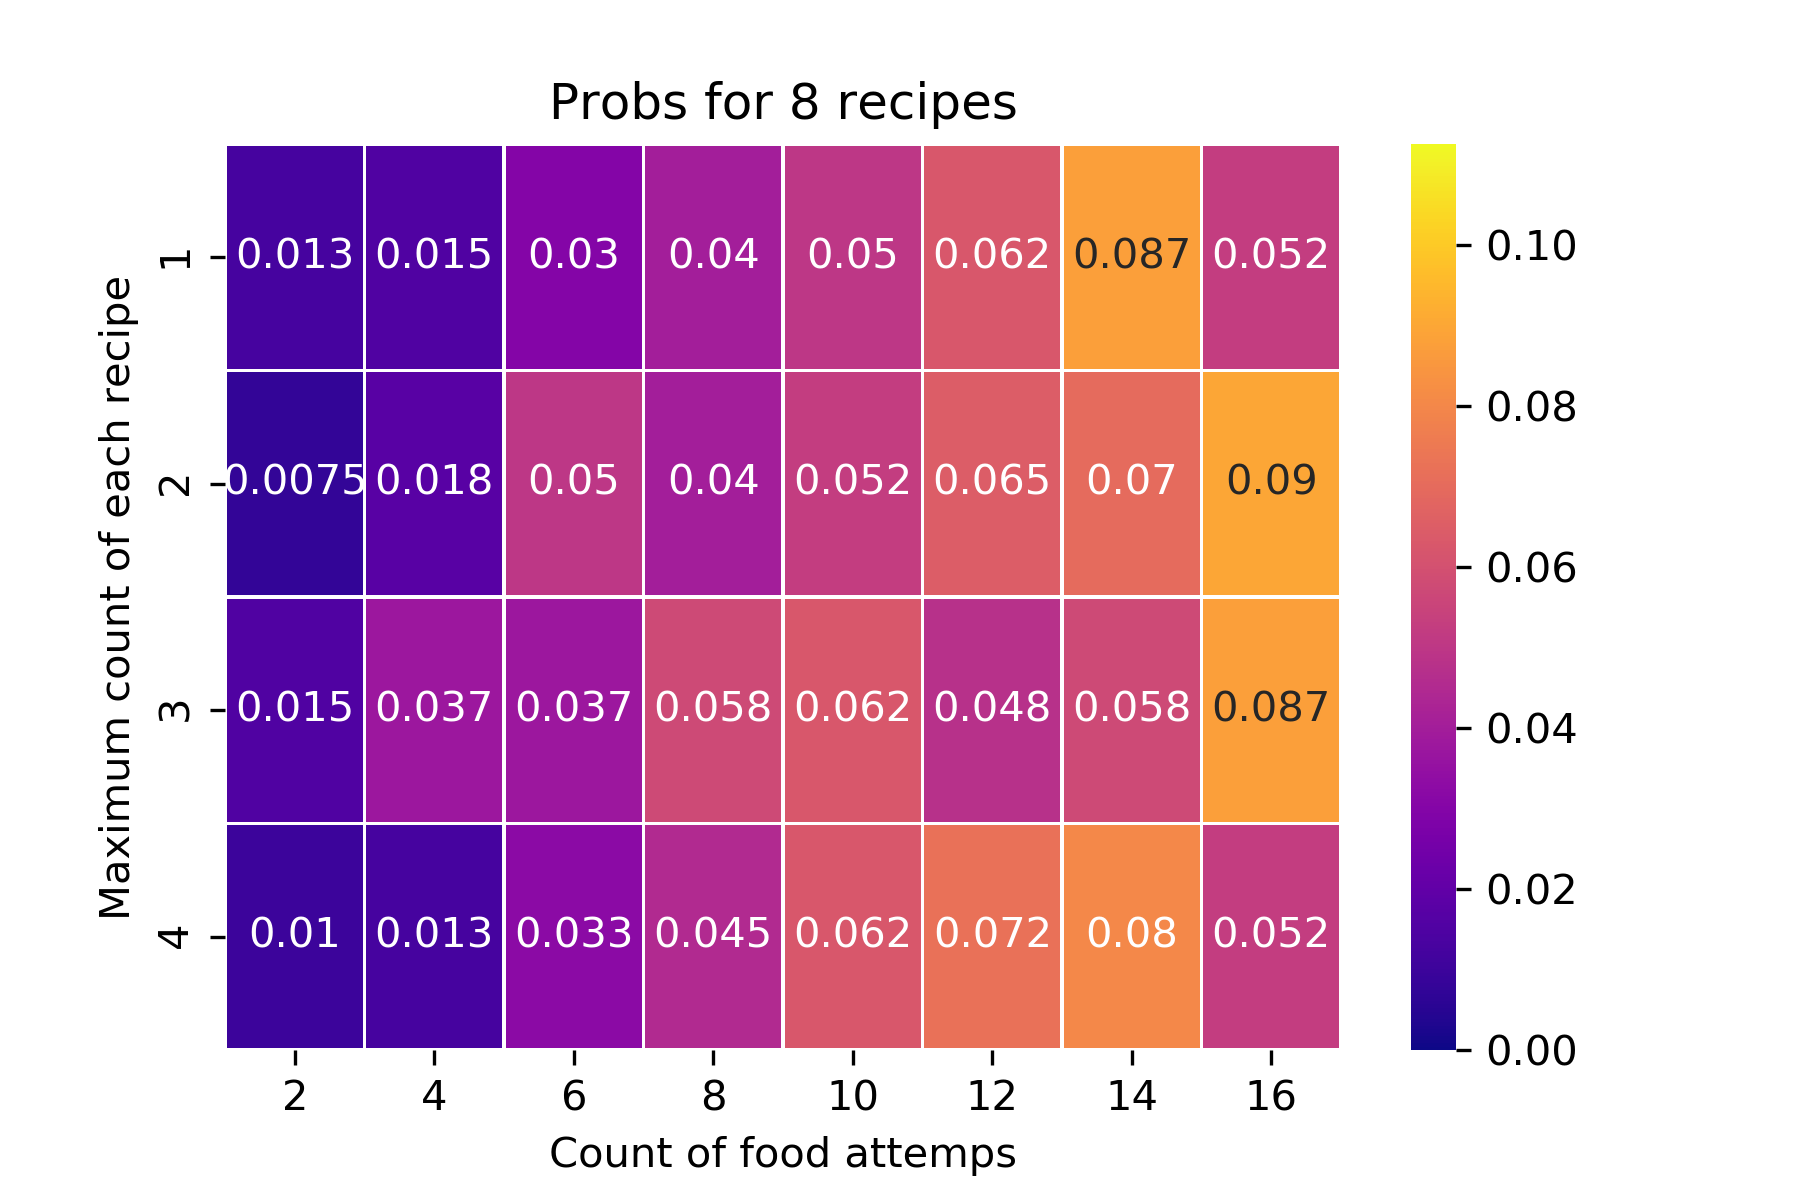 Probs for 8 recipes
Maximum count of each recipe
1
0.013 0.015 0.03 0.04 0.05 0.062 0.087 0.052
2
0.0075 0.018 0.05 0.04 0.052 0.065 0.07 0.09
3
0.015 0.037 0.037 0.058 0.062 0.048 0.058 0.087
4
0.01 0.013 0.033 0.045 0.062 0.072 0.08 0.052
2 4 6 8 10 12 14 16
Count of food attemps
0.10
0.08
0.06
0.04
0.02
0.00